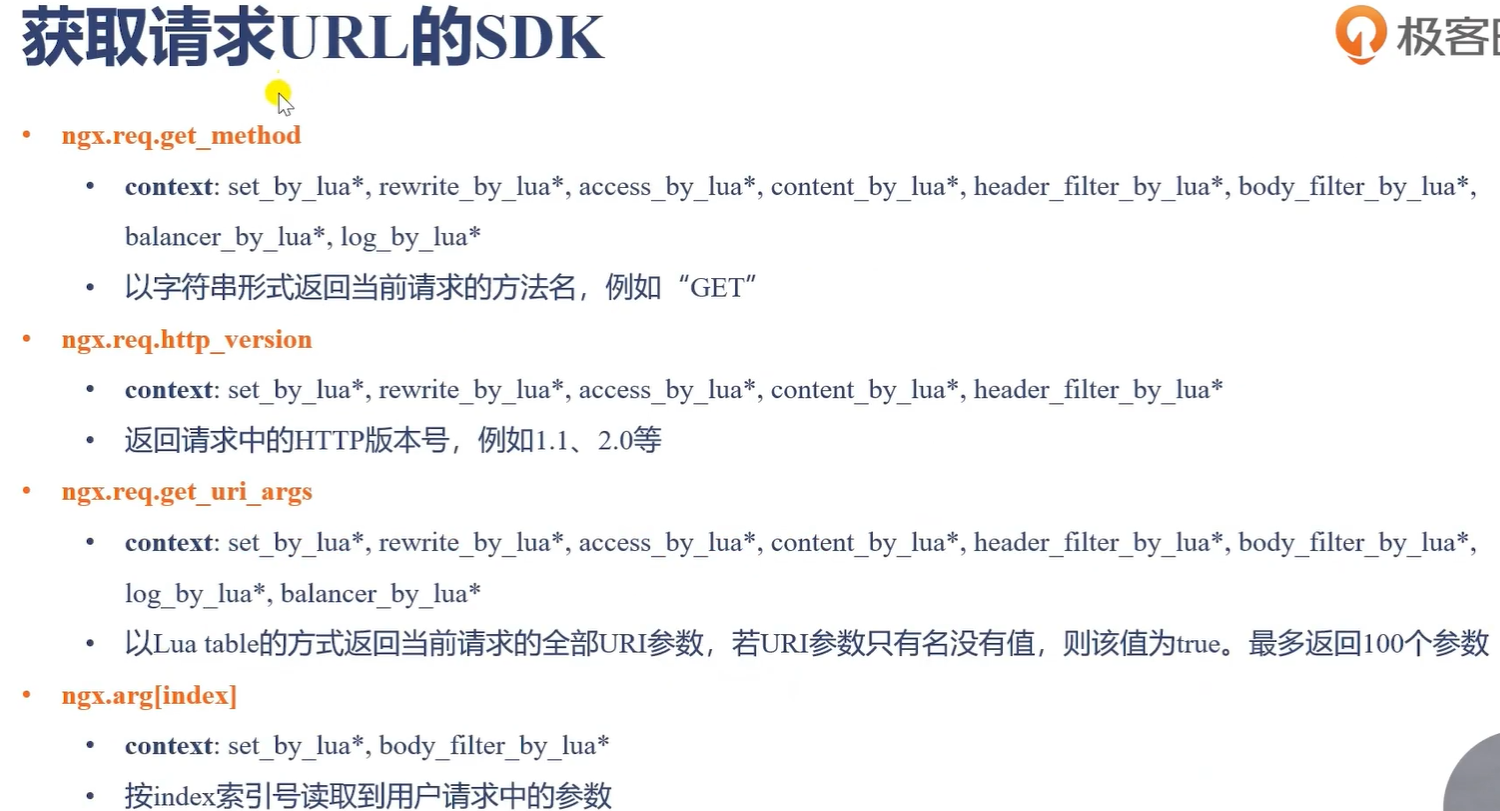 获取请求URL的SDK
极客
• ngx.req.get_method
• context: set_by_lua*, rewrite_by_lua*, access_by_lua*, content_by_lua*, header_filter_by_lua*, body_filter_by_lua*,
balancer_by_lua*, log_by_lua*
• 以字符串形式返回当前请求的方法名，例如“GET”
• ngx.req.http_version
• context: set_by_lua*, rewrite_by_lua*, access_by_lua*, content_by_lua*, header_filter_by_lua*
• 返回请求中的HTTP版本号，例如1.1、2.0等
• ngx.req.get_uri_args
• context: set_by_lua*, rewrite_by_lua*, access_by_lua*, content_by_lua*, header_filter_by_lua*, body_filter_by_lua*,
log_by_lua*, balancer_by_lua*
• 以Lua table的方式返回当前请求的全部URI参数，若URI参数只有名没有值，则该值为true。最多返回100个参数
• ngx.arg[index]
• context: set_by_lua*, body_filter_by_lua*
• 按index索引号读取到用户请求中的参数